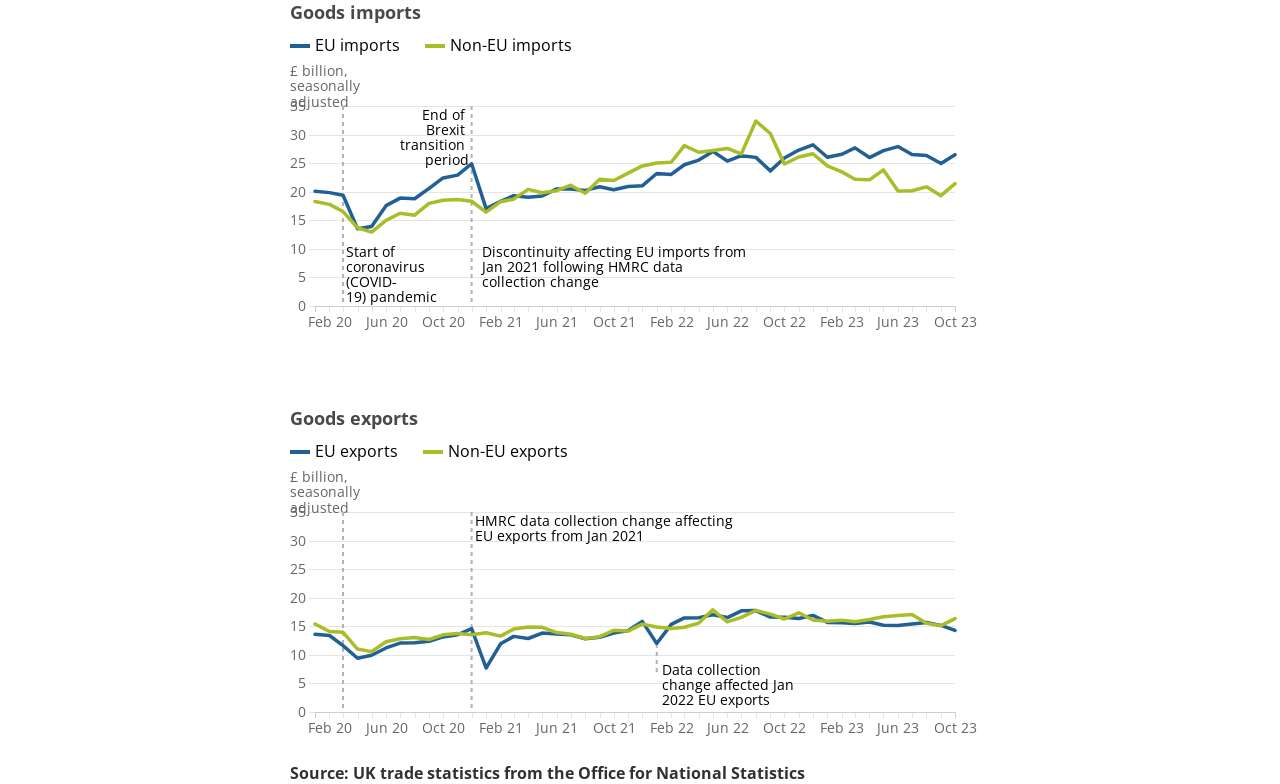 Goods imports
EU imports
Non-EU imports
£ billion,
seasonally
adjusted
35
30
25
20
15
10
5
0
End of
Brexit
transition
period
Start of
coronavirus
(COVID-
19) pandemic
Discontinuity affecting EU imports from
Jan 2021 following HMRC data
collection change
Feb 20 Jun 20 Oct 20 Feb 21 Jun 21 Oct 21 Feb 22 Jun 22 Oct 22 Feb 23 Jun 23 Oct 23
Goods exports
EU exports
Non-EU exports
£ billion,
seasonally
adjusted
35
30
25
20
15
10
5
0
HMRC data collection change affecting
EU exports from Jan 2021
Data collection
change affected Jan
2022 EU exports
Feb 20 Jun 20 Oct 20 Feb 21 Jun 21 Oct 21 Feb 22 Jun 22 Oct 22 Feb 23 Jun 23 Oct 23
Source: UK trade statistics from the Office for National Statistics